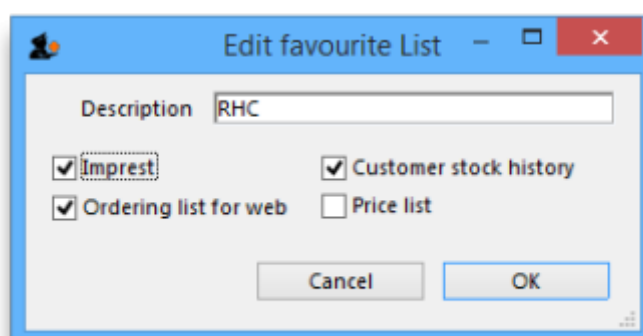 Edit favourite List
Description RHC
Imprest Customer stock history
Ordering list for web Price list
Cancel OK